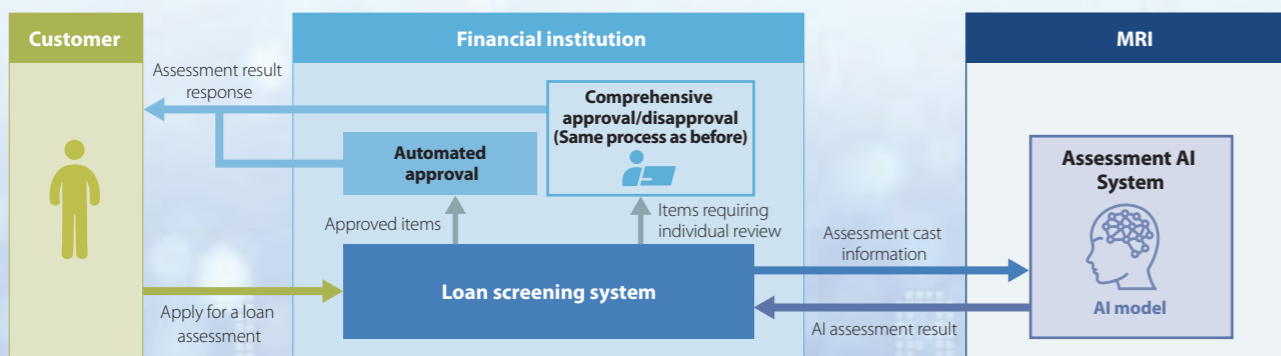 Customer
Financial institution
MRI
Assessment result
response
Comprehensive
approval/disapproval
(Same process as before)
Automated
approval
Assessment AI
System
Approved items
Items requiring
individual review
Assessment cast
information
Loan screening system
AI model
Apply for a loan
assessment
AI assessment result